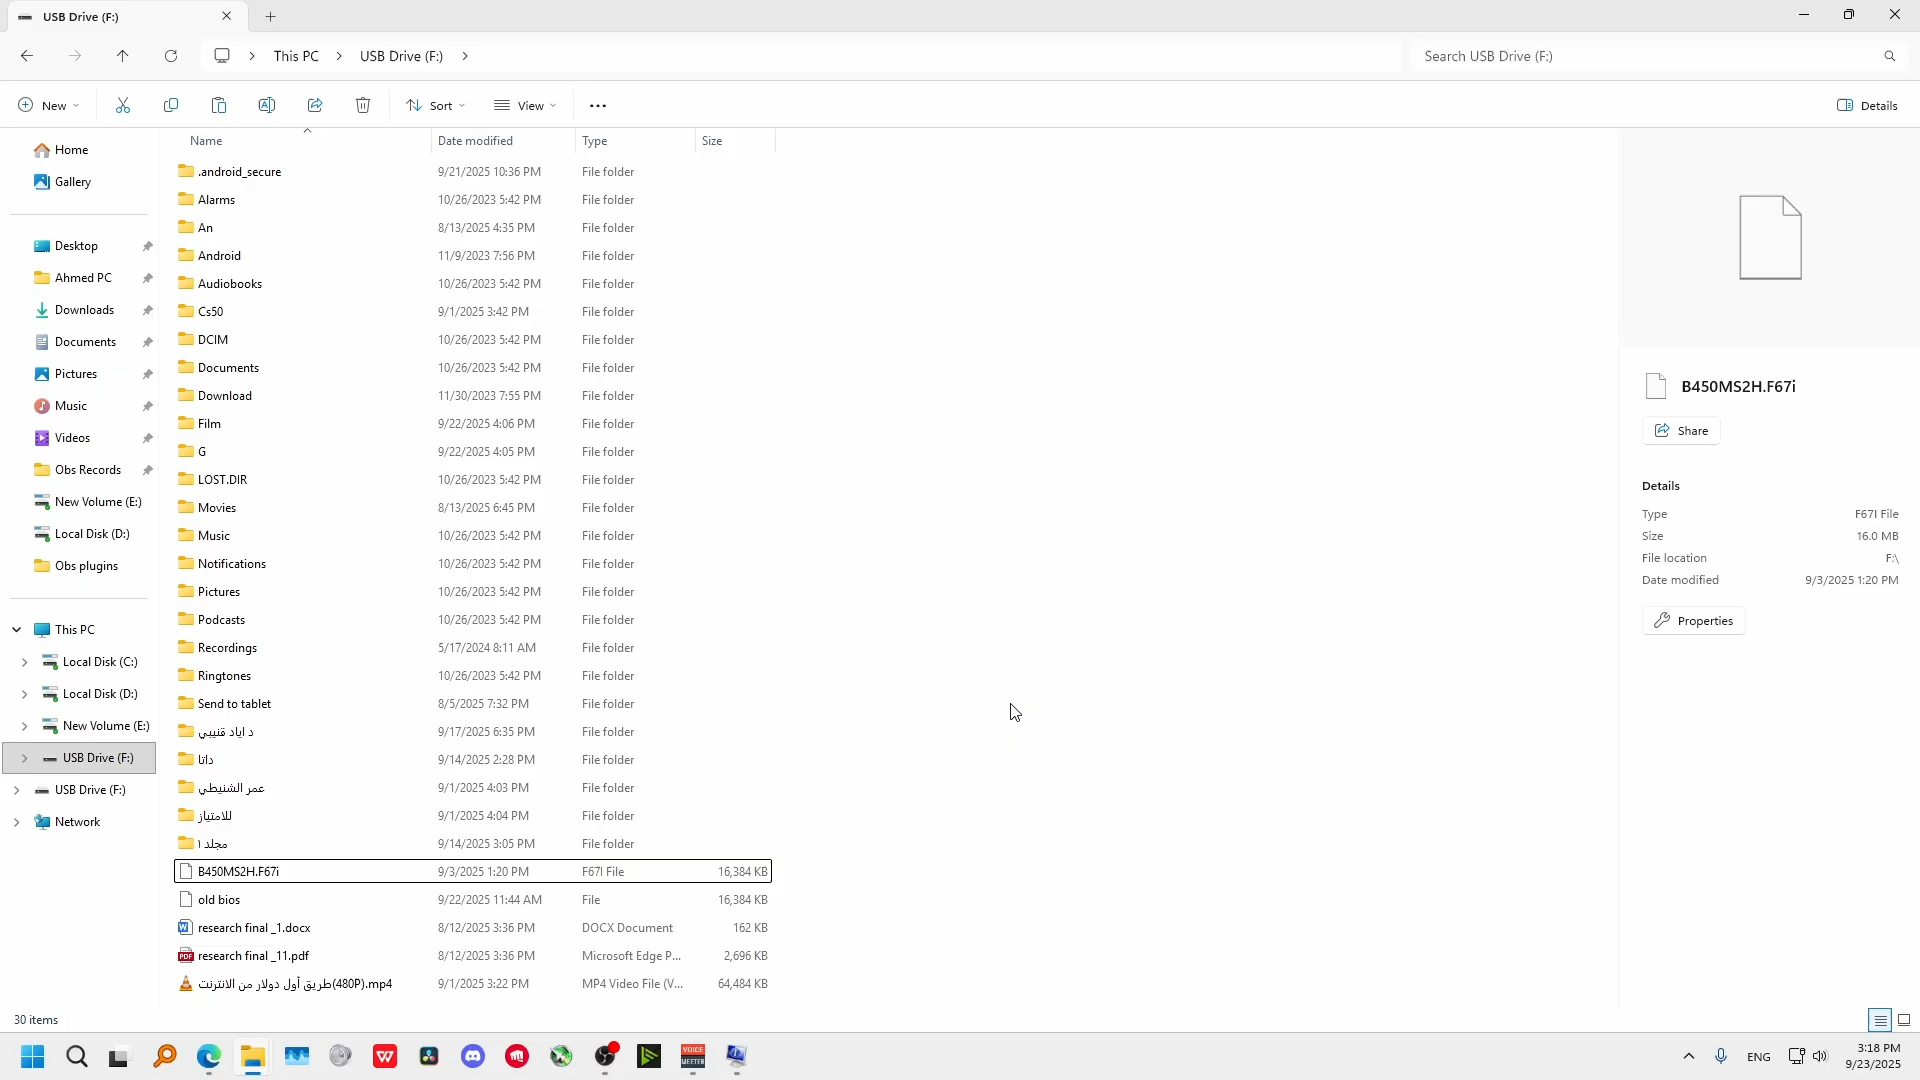 USB Drive (F:)
This PC > USB Drive (F:) >
Search USB Drive (F:)
New
Sort
View
Details
Name Date modified Type Size
.android_secure 9/21/2025 10:36 PM File folder
Alarms 10/26/2023 5:42 PM File folder
An 8/13/2025 4:35 PM File folder
Android 11/9/2023 7:56 PM File folder
Audiobooks 10/26/2023 5:42 PM File folder
Cs50 9/1/2025 3:42 PM File folder
DCIM 10/26/2023 5:42 PM File folder
Documents 10/26/2023 5:42 PM File folder
Download 11/30/2023 7:55 PM File folder
Film 9/22/2025 4:06 PM File folder
G 9/22/2025 4:05 PM File folder
LOST.DIR 10/26/2023 5:42 PM File folder
Movies 8/13/2025 6:45 PM File folder
Music 10/26/2023 5:42 PM File folder
Notifications 10/26/2023 5:42 PM File folder
Pictures 10/26/2023 5:42 PM File folder
Podcasts 10/26/2023 5:42 PM File folder
Recordings 5/17/2024 8:11 AM File folder
Ringtones 10/26/2023 5:42 PM File folder
Send to tablet 8/5/2025 7:32 PM File folder
د اياد قنيبي 9/17/2025 6:35 PM File folder
داتا 9/14/2025 2:28 PM File folder
عمر الشنيطي 9/1/2025 4:03 PM File folder
للامتياز 9/1/2025 4:04 PM File folder
مجلد ١ 9/14/2025 3:05 PM File folder
B450MS2H.F67i 9/3/2025 1:20 PM F67I File 16,384 KB
old bios 9/22/2025 11:44 AM File 16,384 KB
research final _1.docx 8/12/2025 3:36 PM DOCX Document 162 KB
research final _11.pdf 8/12/2025 3:36 PM Microsoft Edge P... 2,696 KB
طريق أول دولار من الانترنت(480P).mp4 9/1/2025 3:22 PM MP4 Video File (V... 64,484 KB
Home
Gallery
Desktop
Ahmed PC
Downloads
Documents
Pictures
Music
Videos
Obs Records
New Volume (E:)
Local Disk (D:)
Obs plugins
This PC
Local Disk (C:)
Local Disk (D:)
New Volume (E:)
USB Drive (F:)
USB Drive (F:)
Network
B450MS2H.F67i
Share
Details
Type F67I File
Size 16.0 MB
File location F:\
Date modified 9/3/2025 1:20 PM
Properties
30 items
PDF
VOICE
MEETER
ENG
3:18 PM
9/23/2025